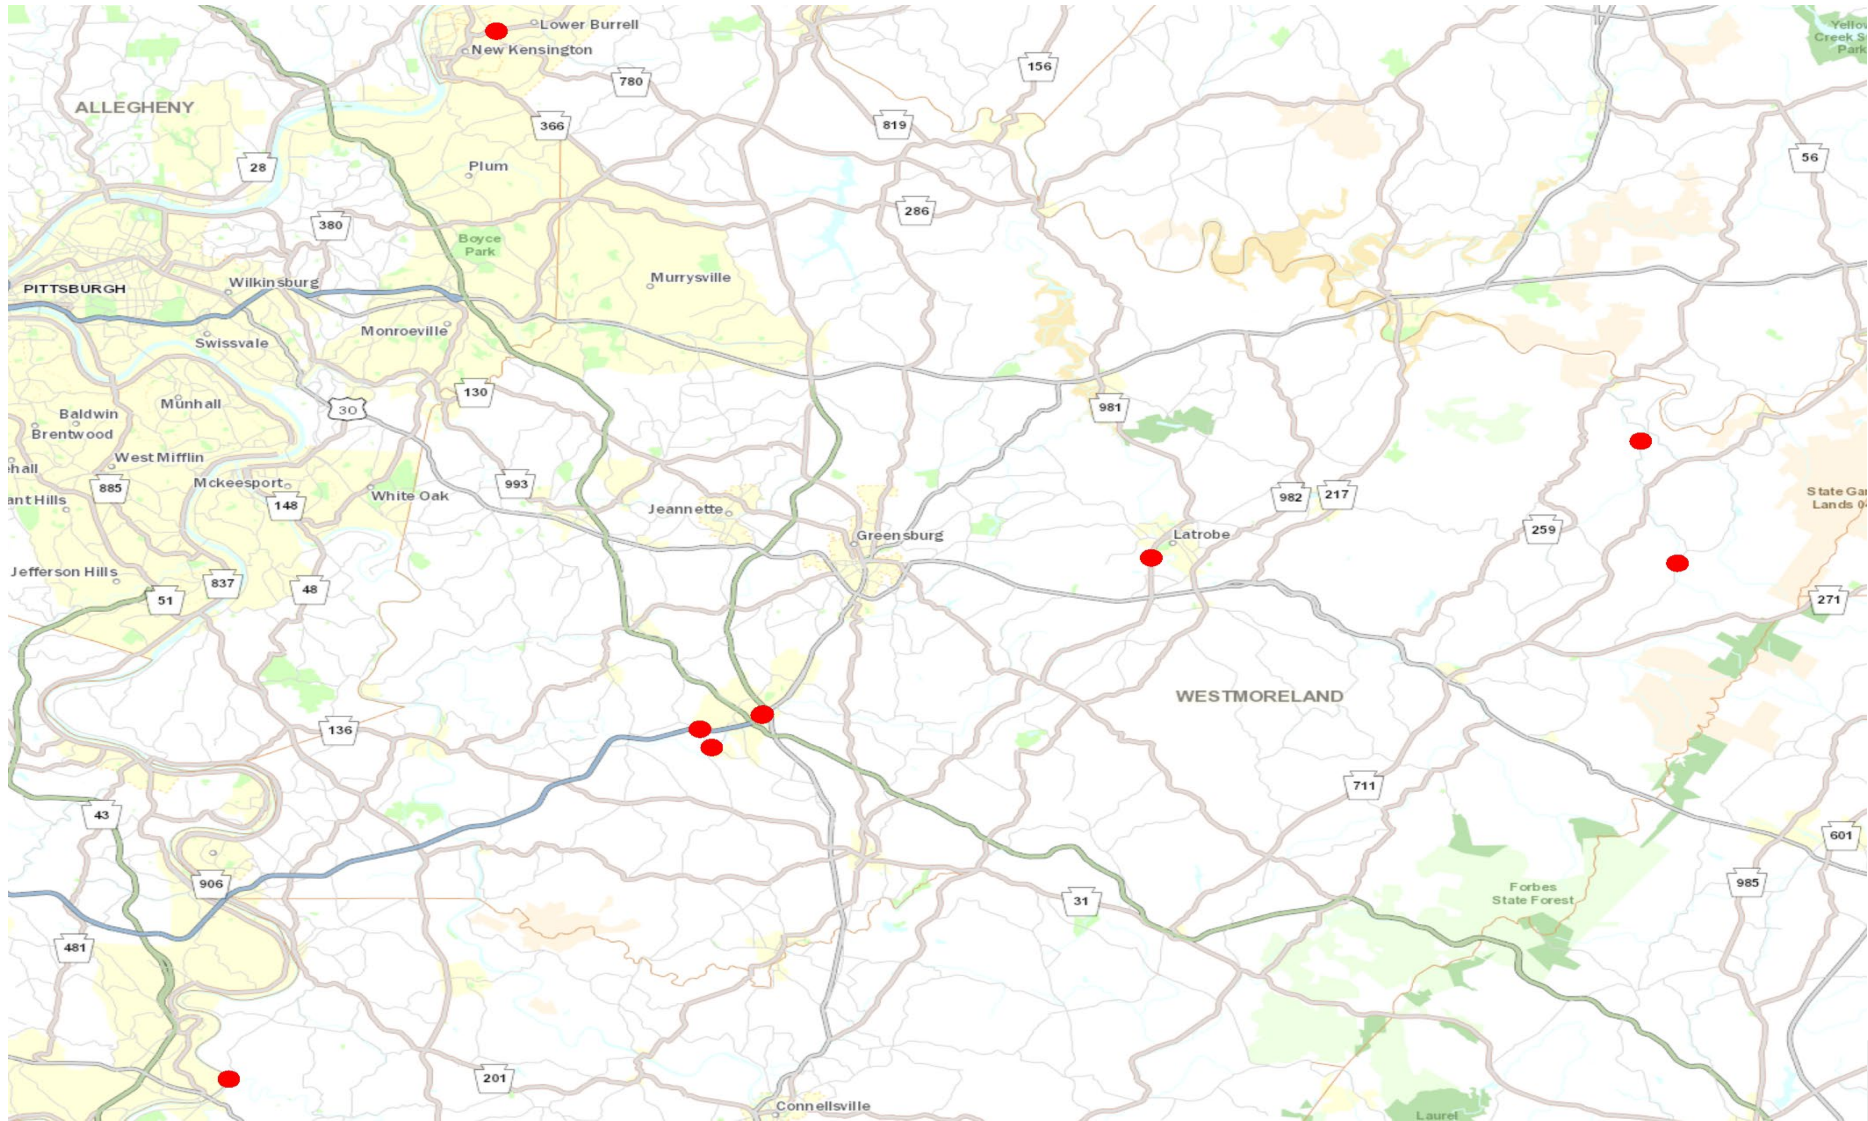 Lower Burrell
New Kensington
Yellow
Creek S
Park
156
780
ALLEGHENY
366
819
28
Plum
56
380
286
Boyce
Park
Murrysville
PITTSBURGH
Wilkinsburg
Monroeville
Swissvale
130
30
Munhall
981
Baldwin
Brentwood
West Mifflin
ehall
885
Mckeesport
White Oak
993
982
217
State Ga
Lands 0
ant Hills
148
Jeannette
Greensburg
Latrobe
259
Jefferson Hills
51
837
48
271
WESTMORELAND
136
711
43
601
906
985
Forbes
State Forest
31
481
201
Connellsville
Laurel